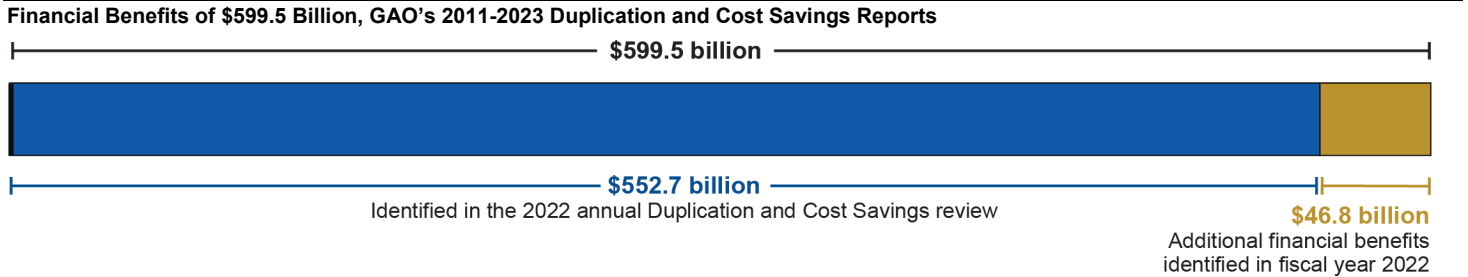 Financial Benefits of $599.5 Billion, GAO's 2011-2023 Duplication and Cost Savings Reports
$599.5 billion
$552.7 billion
Identified in the 2022 annual Duplication and Cost Savings review
$46.8 billion
Additional financial benefits
identified in fiscal year 2022